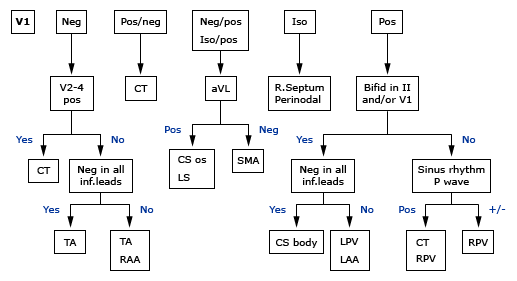 V1
Neg
Pos/neg
Neg/pos
Iso/pos
Iso
Pos
V2-4
pos
CT
aVL
R.Septum
Perinodal
Bifid in II
and/or V1
Yes
No
Pos
Neg
Yes
No
CT
Neg in all
inf.leads
CS os
LS
SMA
Neg in all
inf.leads
Sinus rhythm
P wave
Yes
No
Yes
No
Pos
+/-
TA
TA
RAA
CS body
LPV
LAA
CT
RPV
RPV